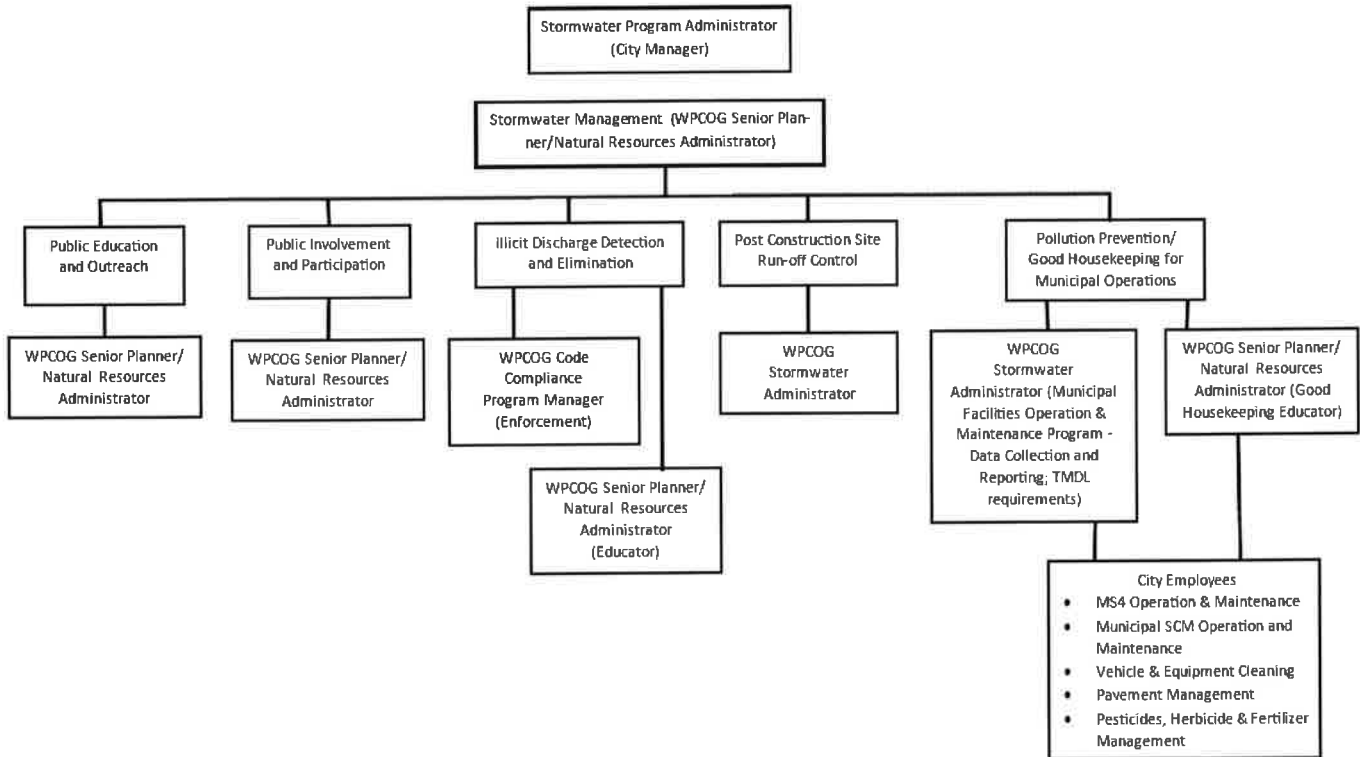 Stormwater Program Administrator
(City Manager)
Stormwater Management (WPCOG Senior Plan-
ner/Natural Resources Administrator)
Public Education
and Outreach
Public Involvement
and Participation
Illicit Discharge Detection
and Elimination
Post Construction Site
Run-off Control
Pollution Prevention/
Good Housekeeping for
Municipal Operations
WPCOG Senior Planner/
Natural Resources
Administrator
WPCOG Senior Planner/
Natural Resources
Administrator
WPCOG Code
Compliance
Program Manager
(Enforcement)
WPCOG Senior Planner/
Natural Resources
Administrator
(Educator)
WPCOG
Stormwater
Administrator
WPCOG
Stormwater
Administrator (Municipal
Facilities Operation &
Maintenance Program -
Data Collection and
Reporting; TMDL
requirements)
WPCOG Senior Planner/
Natural Resources
Administrator (Good
Housekeeping Educator)
City Employees
• MS4 Operation & Maintenance
• Municipal SCM Operation and
Maintenance
• Vehicle & Equipment Cleaning
• Pavement Management
• Pesticides, Herbicide & Fertilizer
Management